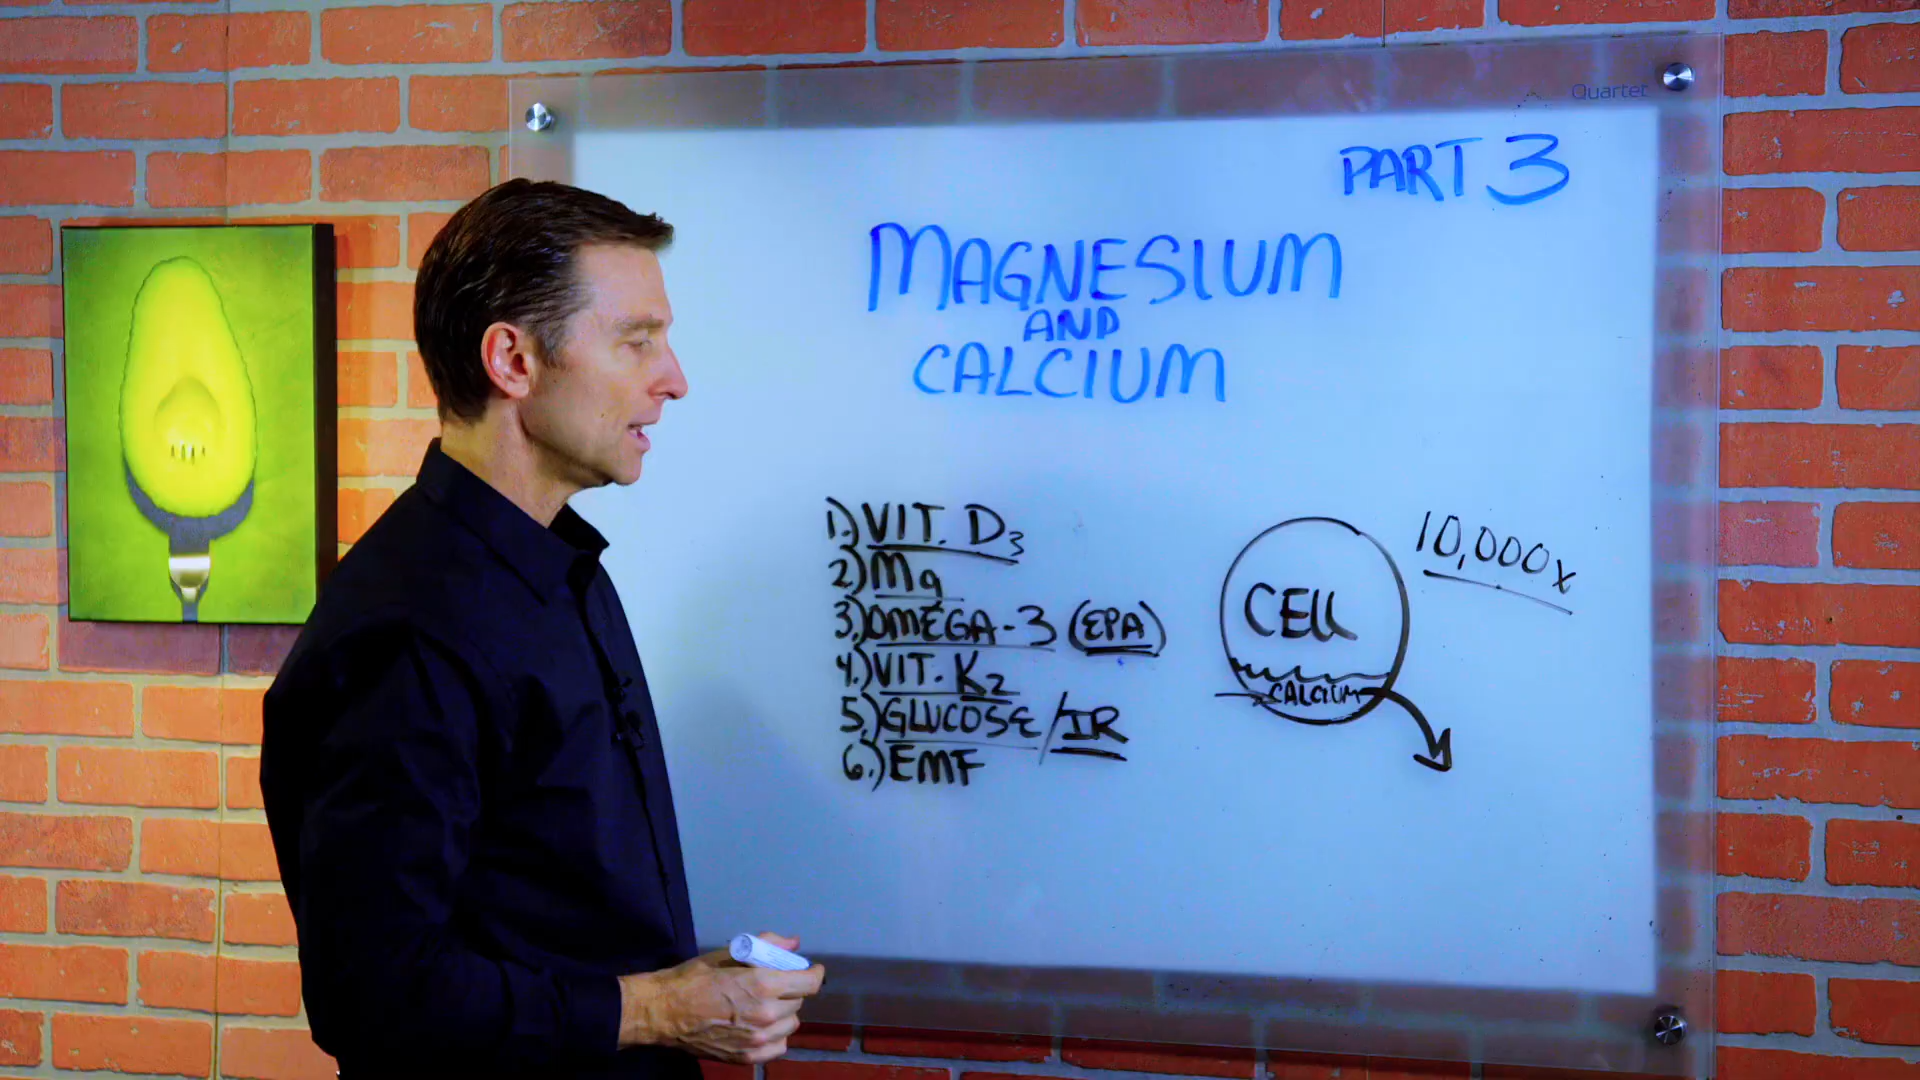 Quartet
PART 3
MAGNESIUM
AND
CALCIUM
1.) VIT. D3
2) Mg
3.) OMEGA-3 (EPA)
4.) VIT. K2
5.) GLUCOSE / IR
6.) EMF
10,000x
CELL
CALCIUM